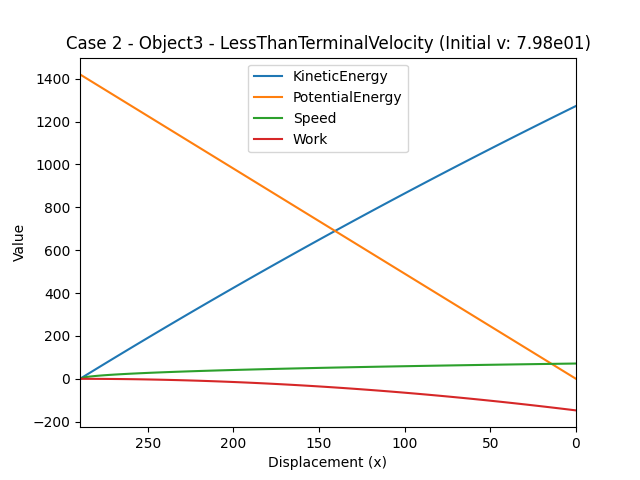 Case 2 - Object3 - LessThanTerminalVelocity (Initial v: 7.98e01)
KineticEnergy
PotentialEnergy
Speed
Work
Value
1400
1200
1000
800
600
400
200
0
−200
250 200 150 100 50 0
Displacement (x)